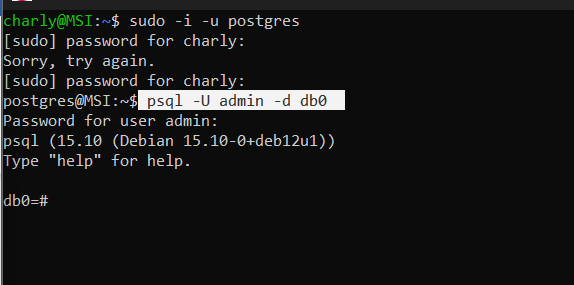 charly@MSI:~$ sudo -i -u postgres
[sudo] password for charly:
Sorry, try again.
[sudo] password for charly:
postgres@MSI:~$ psql -U admin -d db0
Password for user admin:
psql (15.10 (Debian 15.10-0+deb12u1))
Type "help" for help.
db0=#